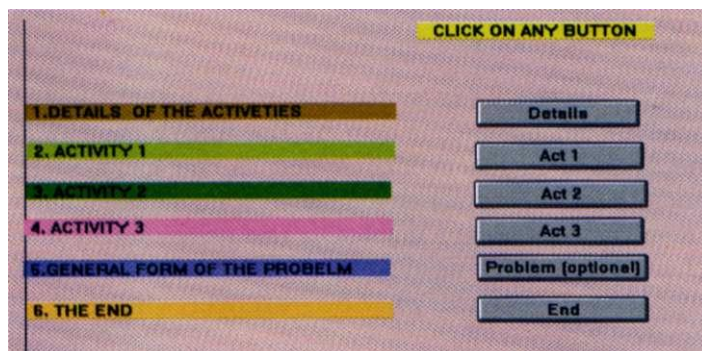 CLICK ON ANY BUTTON
1.DETAILS OF THE ACTIVETIES
Details
2. ACTIVITY 1
Act 1
3. ACTIVITY 2
Act 2
4. ACTIVITY 3
Act 3
5.GENERAL FORM OF THE PROBELM
Problem (optional)
6. THE END
End